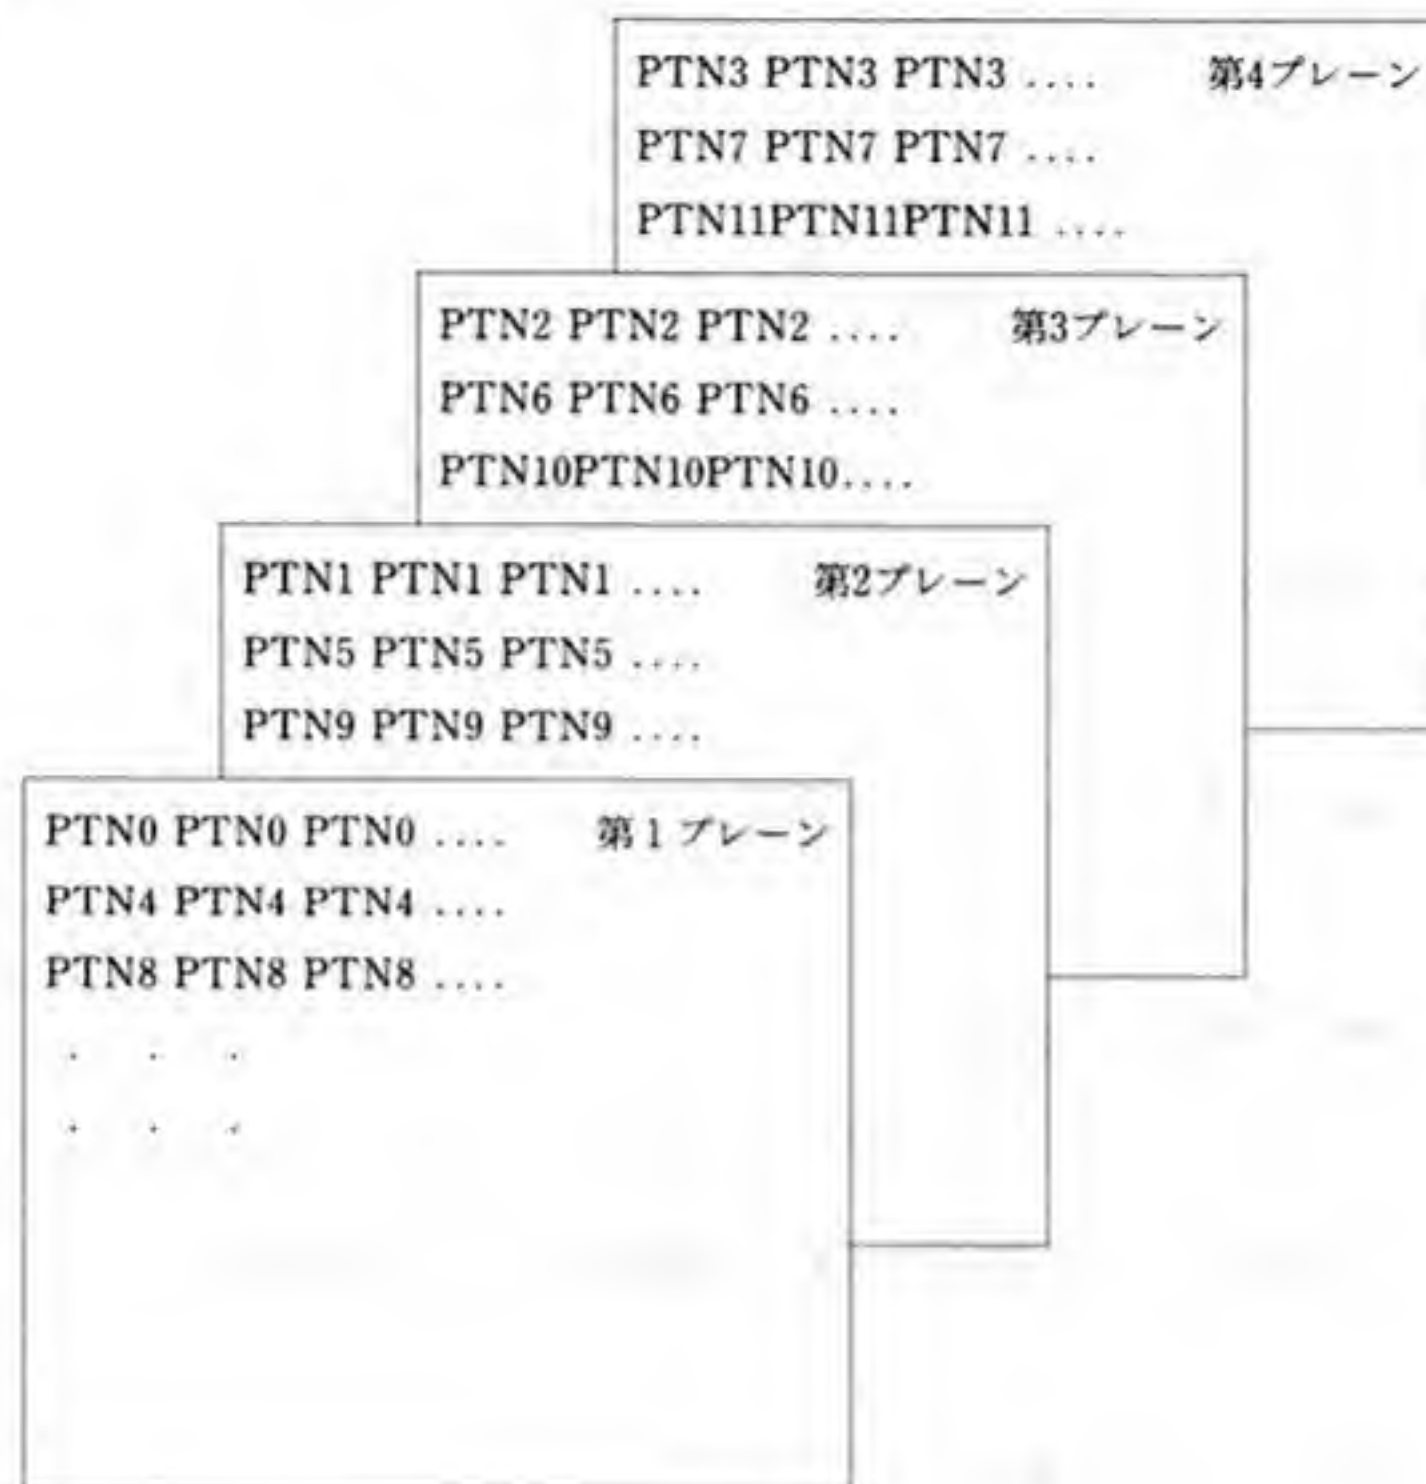 PTN3 PTN3 PTN3 .... 第4プレーン
PTN7 PTN7 PTN7 ....
PTN11PTN11PTN11 ....
PTN2 PTN2 PTN2 .... 第3プレーン
PTN6 PTN6 PTN6 ....
PTN10PTN10PTN10....
PTN1 PTN1 PTN1 .... 第2プレーン
PTN5 PTN5 PTN5 ....
PTN9 PTN9 PTN9 ....
PTN0 PTN0 PTN0 .... 第1プレーン
PTN4 PTN4 PTN4 ....
PTN8 PTN8 PTN8 ....
. . .
. . .